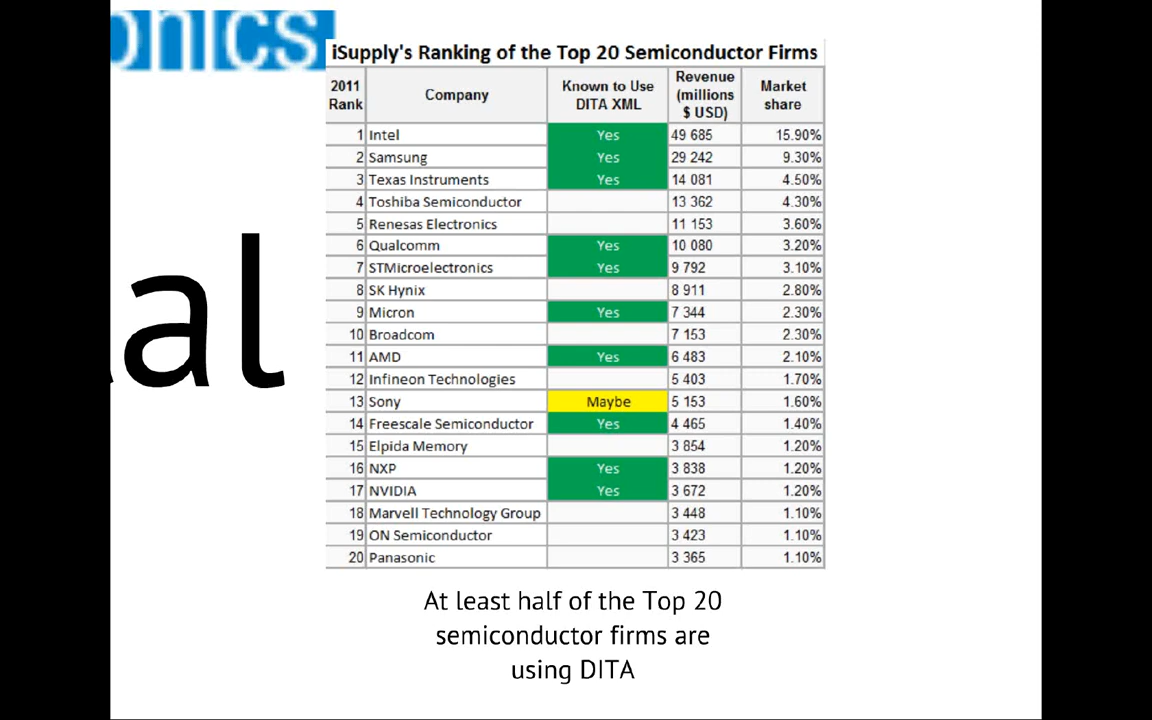 onics
al
iSupply's Ranking of the Top 20 Semiconductor Firms
2011 Rank Company Known to Use DITA XML Revenue (millions $ USD) Market share
1 Intel Yes 49 685 15.90%
2 Samsung Yes 29 242 9.30%
3 Texas Instruments Yes 14 081 4.50%
4 Toshiba Semiconductor 13 362 4.30%
5 Renesas Electronics 11 153 3.60%
6 Qualcomm Yes 10 080 3.20%
7 STMicroelectronics Yes 9 792 3.10%
8 SK Hynix 8 911 2.80%
9 Micron Yes 7 344 2.30%
10 Broadcom 7 153 2.30%
11 AMD Yes 6 483 2.10%
12 Infineon Technologies 5 403 1.70%
13 Sony Maybe 5 153 1.60%
14 Freescale Semiconductor Yes 4 465 1.40%
15 Elpida Memory 3 854 1.20%
16 NXP Yes 3 838 1.20%
17 NVIDIA Yes 3 672 1.20%
18 Marvell Technology Group 3 448 1.10%
19 ON Semiconductor 3 423 1.10%
20 Panasonic 3 365 1.10%
At least half of the Top 20
semiconductor firms are
using DITA